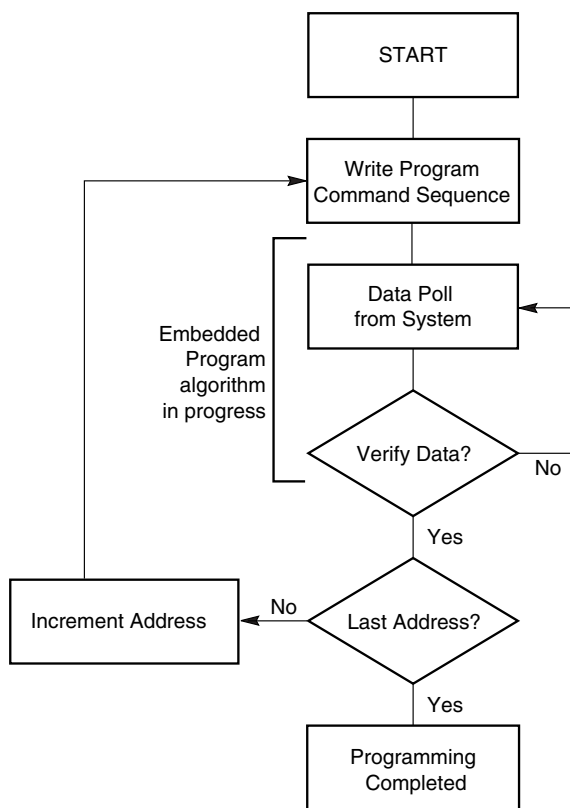 START
Write Program
Command Sequence
Data Poll
from System
Embedded
Program
algorithm
in progress
Verify Data?
No
Yes
Increment Address
No
Last Address?
Yes
Programming
Completed